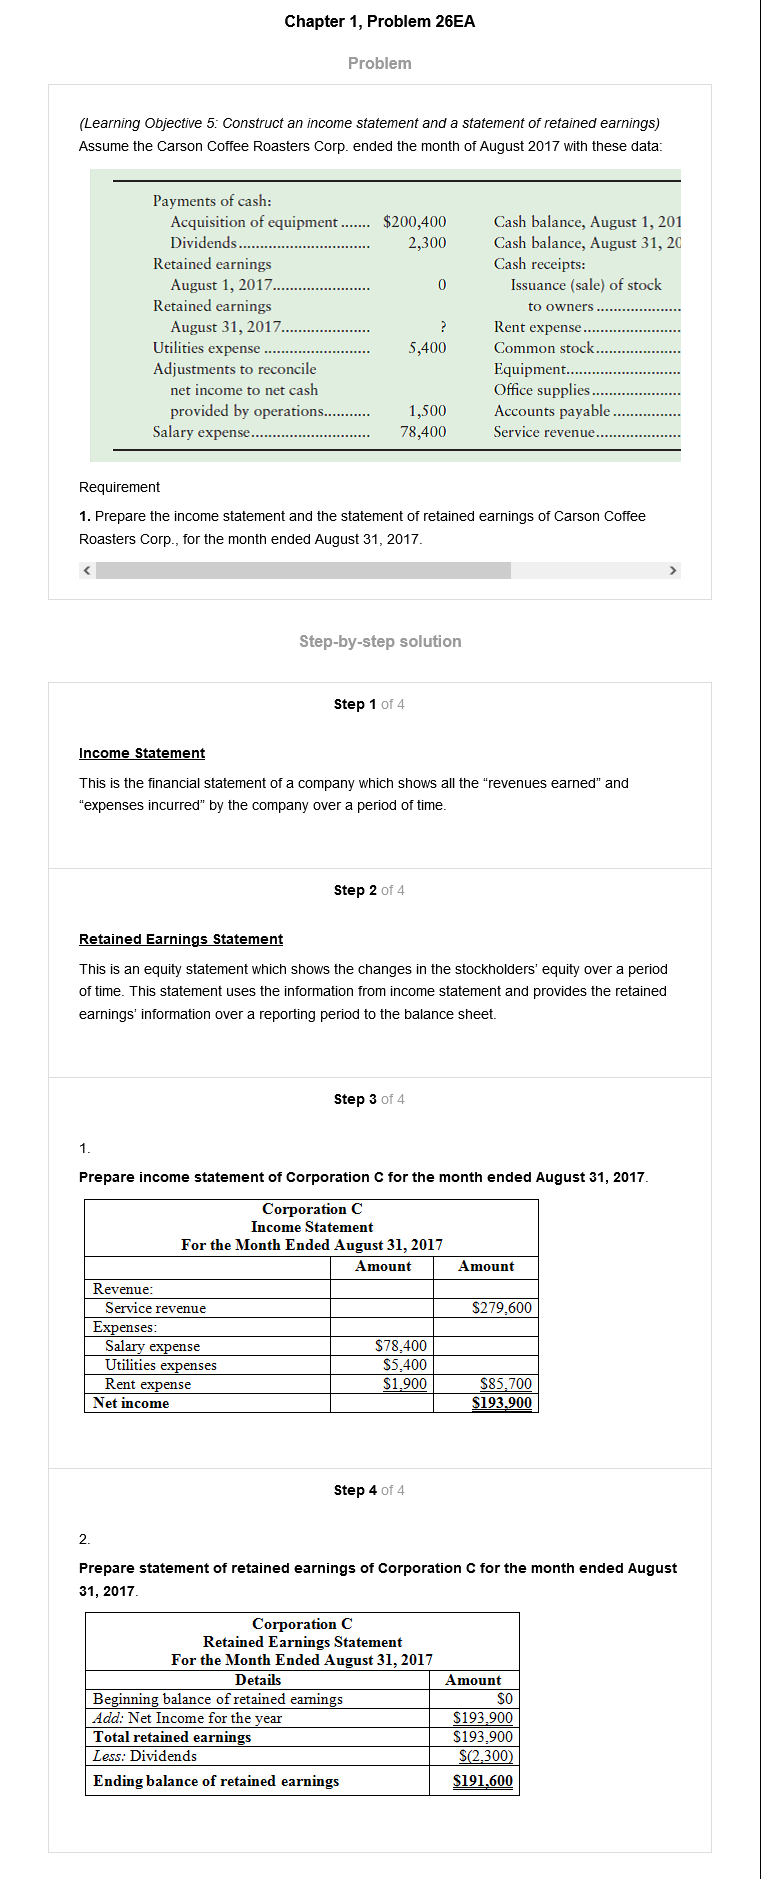 Chapter 1, Problem 26EA
Problem
(Learning Objective 5: Construct an income statement and a statement of retained earnings)
Assume the Carson Coffee Roasters Corp. ended the month of August 2017 with these data:
Payments of cash:
Acquisition of equipment ....... $200,400 Cash balance, August 1, 201
Dividends............................... 2,300 Cash balance, August 31, 20
Retained earnings Cash receipts:
August 1, 2017....................... 0 Issuance (sale) of stock
Retained earnings to owners ....................
August 31, 2017..................... ? Rent expense.......................
Utilities expense ......................... 5,400 Common stock....................
Adjustments to reconcile Equipment...........................
net income to net cash Office supplies.....................
provided by operations........... 1,500 Accounts payable ................
Salary expense............................ 78,400 Service revenue....................
Requirement
1. Prepare the income statement and the statement of retained earnings of Carson Coffee
Roasters Corp., for the month ended August 31, 2017.
Step-by-step solution
Step 1 of 4
Income Statement
This is the financial statement of a company which shows all the “revenues earned” and
“expenses incurred” by the company over a period of time.
Step 2 of 4
Retained Earnings Statement
This is an equity statement which shows the changes in the stockholders’ equity over a period
of time. This statement uses the information from income statement and provides the retained
earnings’ information over a reporting period to the balance sheet.
Step 3 of 4
1.
Prepare income statement of Corporation C for the month ended August 31, 2017.
Corporation C
Income Statement
For the Month Ended August 31, 2017
Amount Amount
Revenue:
Service revenue $279,600
Expenses:
Salary expense $78,400
Utilities expenses $5,400
Rent expense $1,900 $85,700
Net income $193,900
Step 4 of 4
2.
Prepare statement of retained earnings of Corporation C for the month ended August
31, 2017.
Corporation C
Retained Earnings Statement
For the Month Ended August 31, 2017
Details Amount
Beginning balance of retained earnings $0
Add: Net Income for the year $193,900
Total retained earnings $193,900
Less: Dividends $(2,300)
Ending balance of retained earnings $191,600